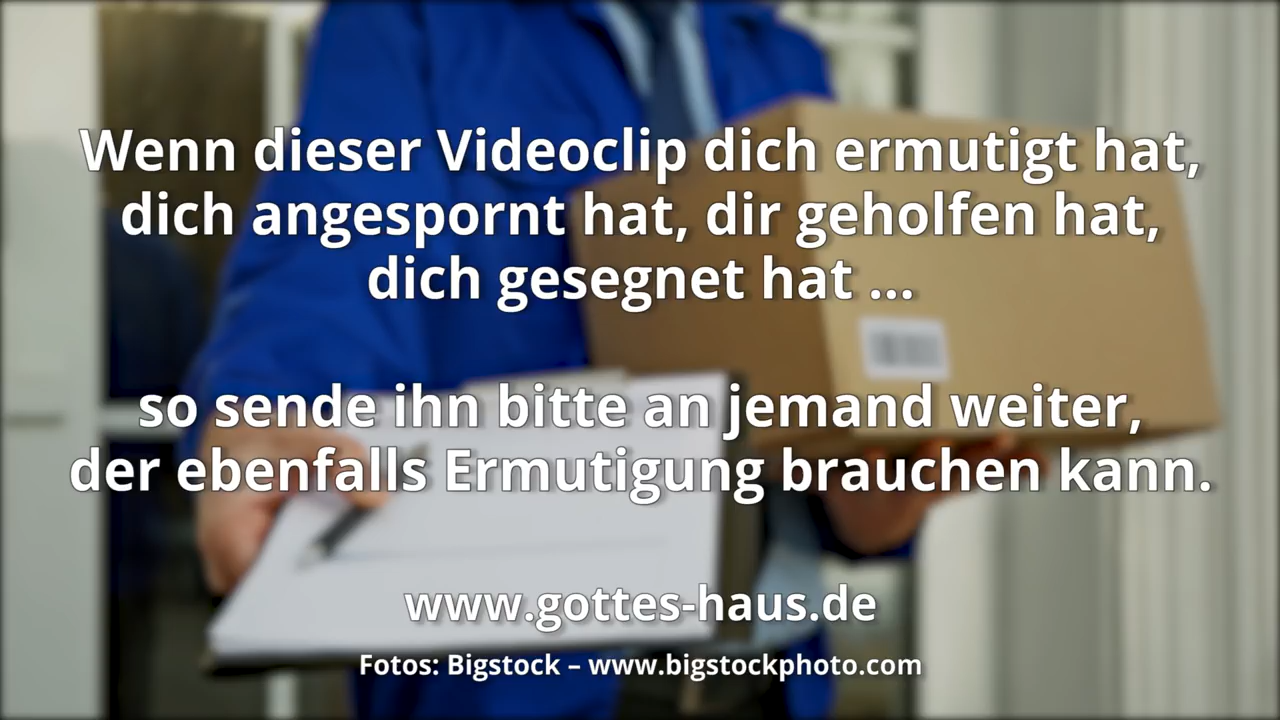 Wenn dieser Videoclip dich ermutigt hat,
dich angespornt hat, dir geholfen hat,
dich gesegnet hat ...
so sende ihn bitte an jemand weiter,
der ebenfalls Ermutigung brauchen kann.
www.gottes-haus.de
Fotos: Bigstock – www.bigstockphoto.com